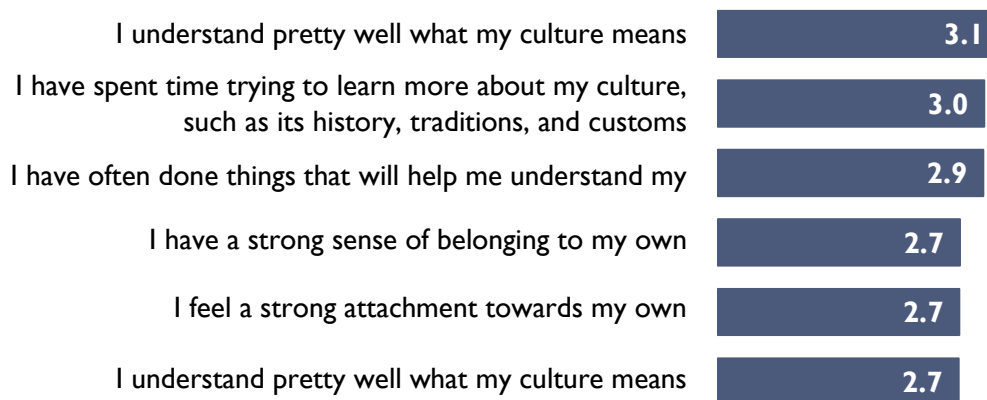 I understand pretty well what my culture means
3.1
I have spent time trying to learn more about my culture,
such as its history, traditions, and customs
3.0
I have often done things that will help me understand my
2.9
I have a strong sense of belonging to my own
2.7
I feel a strong attachment towards my own
2.7
I understand pretty well what my culture means
2.7